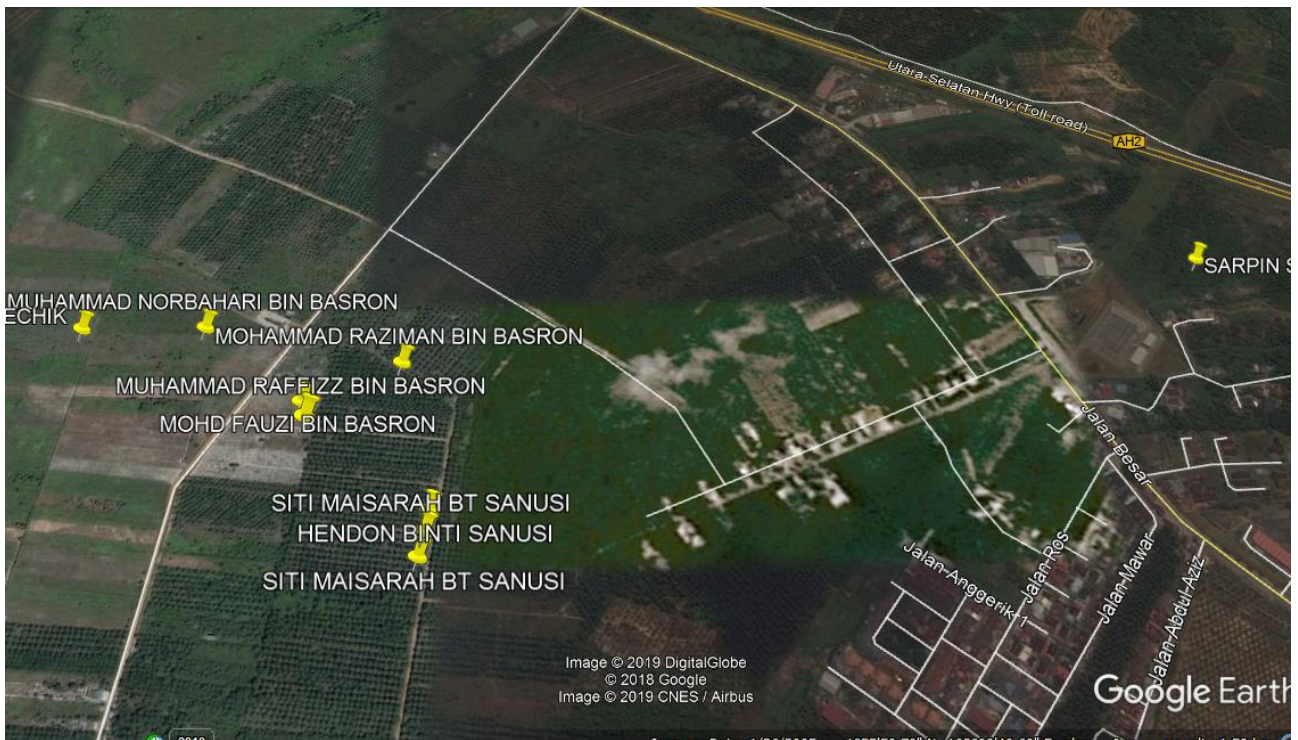 Utara-Selatan Hwy (Toll road)
AH2
SARPIN S
MUHAMMAD NORBAHARI BIN BASRON
ECHIK
MOHAMMAD RAZIMAN BIN BASRON
MUHAMMAD RAFFIZZ BIN BASRON
MOHD FAUZI BIN BASRON
Jalan Besar
SITI MAISARAH BT SANUSI
HENDON BINTI SANUSI
SITI MAISARAH BT SANUSI
Jalan-Anggerik-1
Jalan-Ros
Jalan-Mawar
Jalan-Abdul-Aziz
Image © 2019 DigitalGlobe
© 2018 Google
Image © 2019 CNES / Airbus
Google Earth